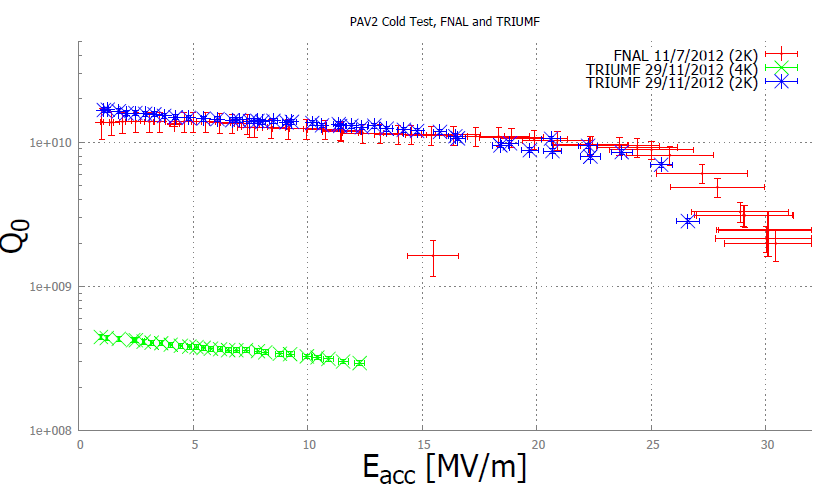 PAV2 Cold Test, FNAL and TRIUMF
FNAL 11/7/2012 (2K)
TRIUMF 29/11/2012 (4K)
TRIUMF 29/11/2012 (2K)
1e+010
1e+009
1e+008
Q0
0 5 10 15 20 25 30
Eacc [MV/m]